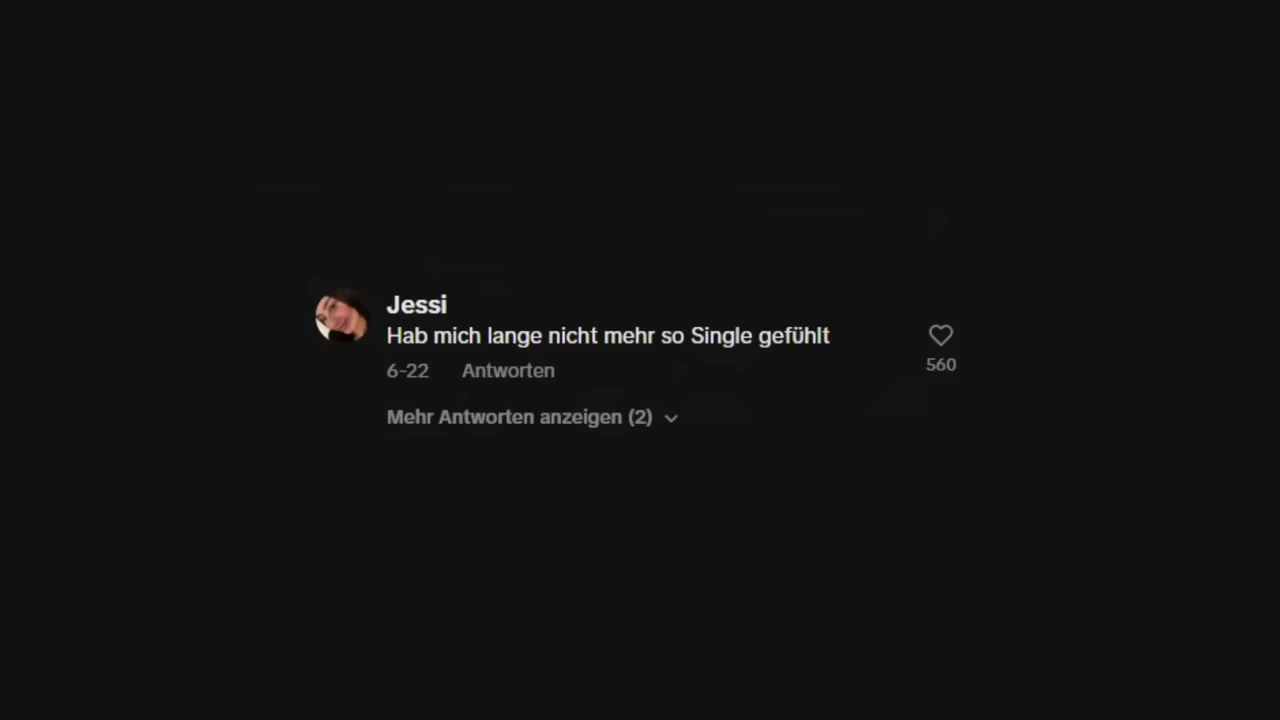 Jessi
Hab mich lange nicht mehr so Single gefühlt
6-22 Antworten
560
Mehr Antworten anzeigen (2)